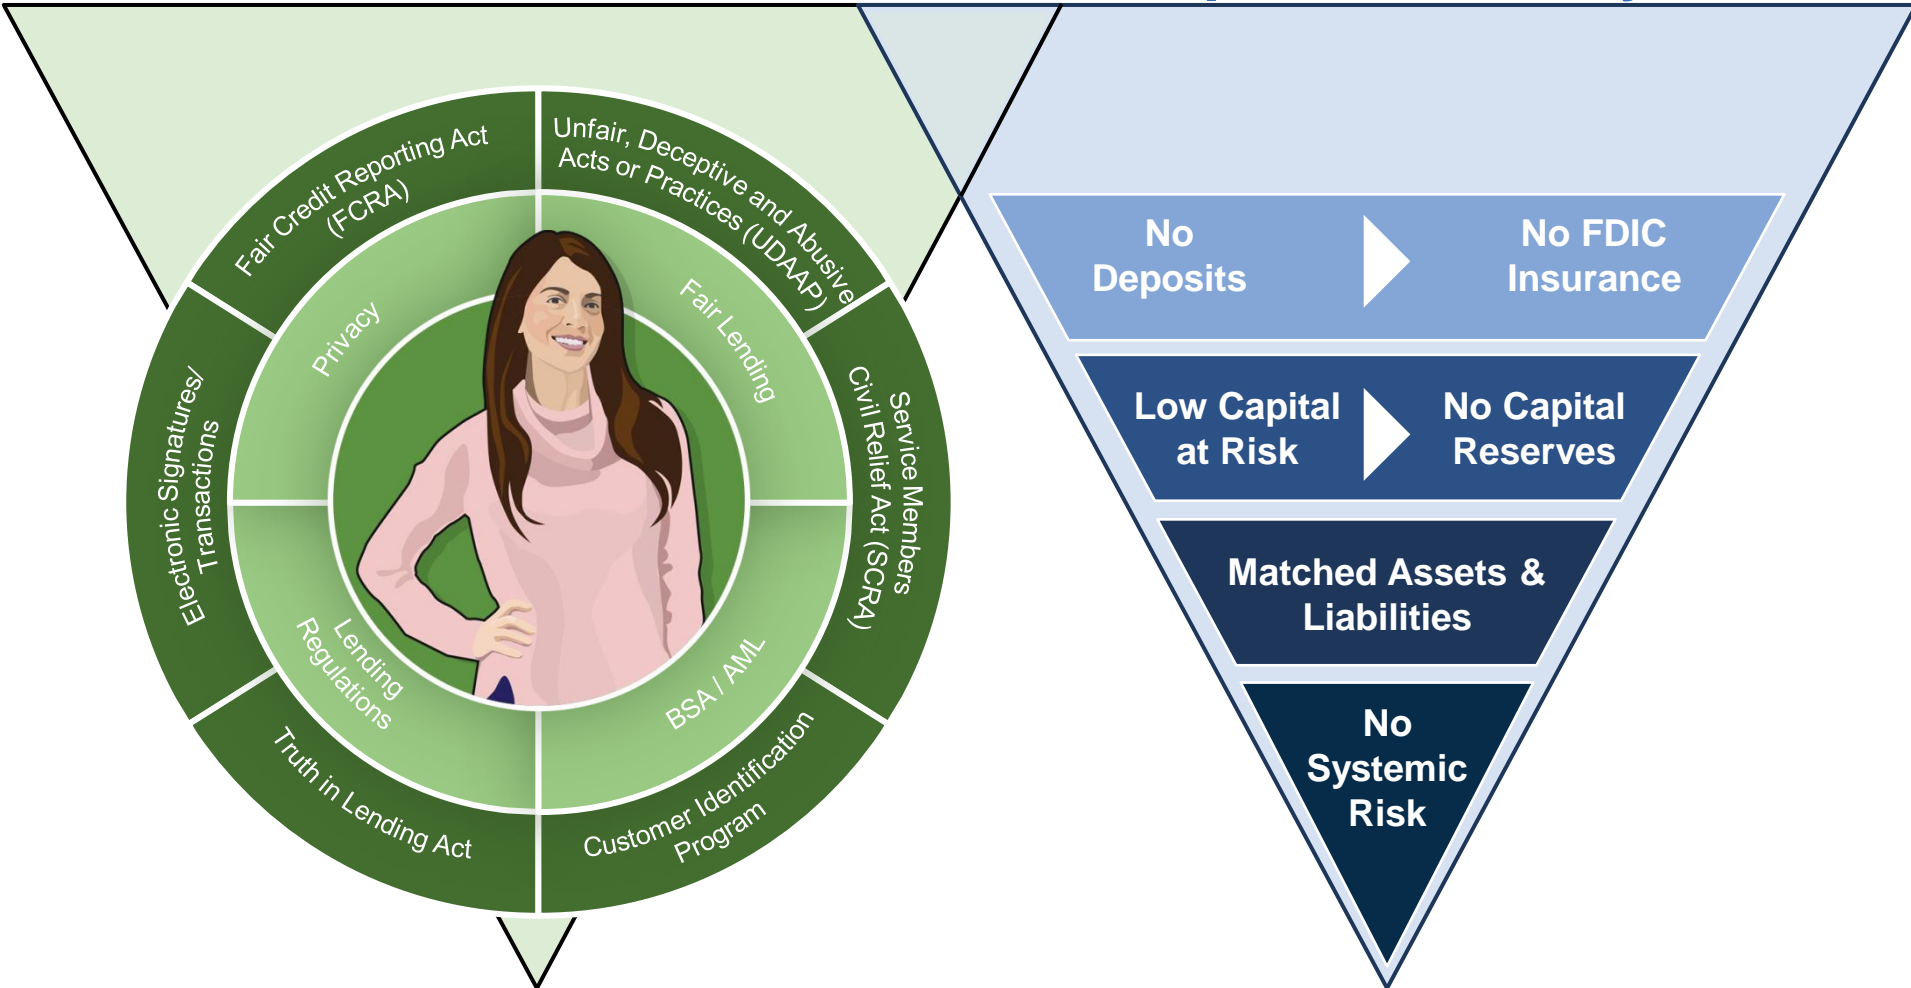 Fair Credit Reporting Act
(FCRA)
Unfair, Deceptive and Abusive
Acts or Practices (UDAAP)
Service Members
Civil Relief Act (SCRA)
Customer Identification
Program
Truth in Lending Act
Electronic Signatures/
Transactions
Privacy
Fair Lending
BSA / AML
Lending
Regulations
No
Deposits
No FDIC
Insurance
Low Capital
at Risk
No Capital
Reserves
Matched Assets &
Liabilities
No
Systemic
Risk